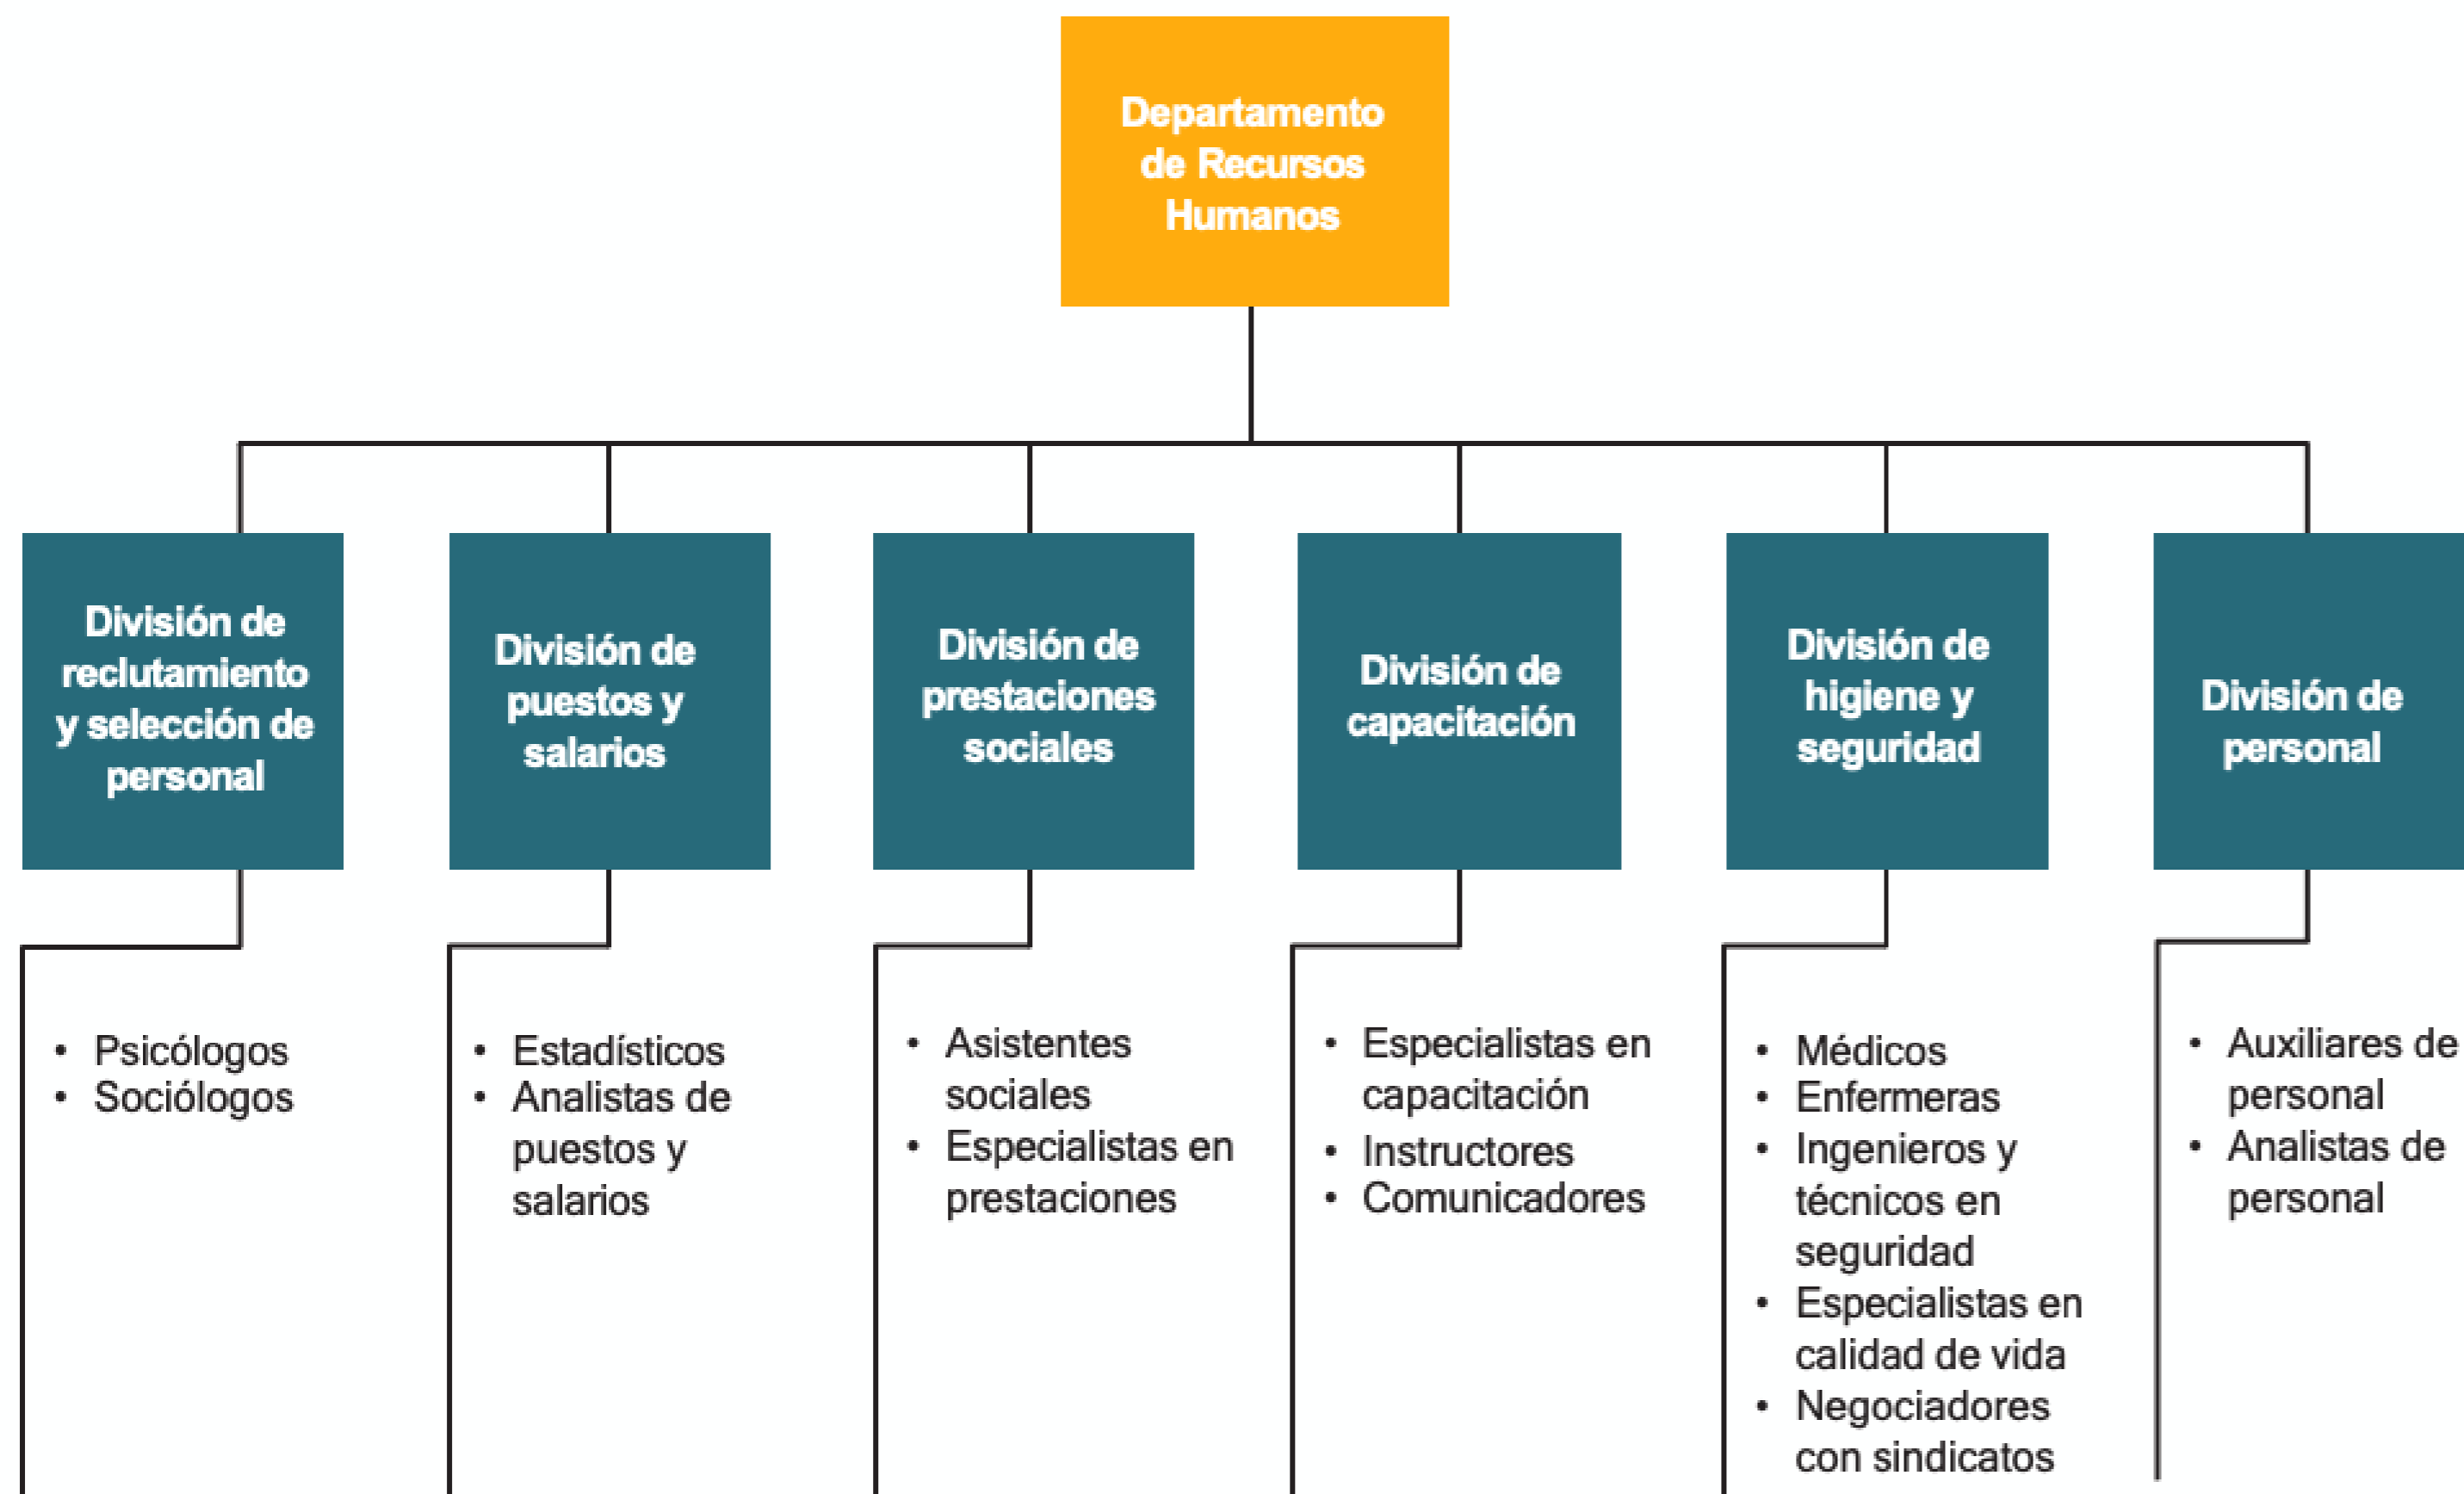 Departamento
de Recursos
Humanos
División de
reclutamiento
y selección de
personal
División de
puestos y
salarios
División de
prestaciones
sociales
División de
capacitación
División de
higiene y
seguridad
División de
personal
• Psicólogos
• Sociólogos
• Estadísticos
• Analistas de
puestos y
salarios
• Asistentes
sociales
• Especialistas en
prestaciones
• Especialistas en
capacitación
• Instructores
• Comunicadores
• Médicos
• Enfermeras
• Ingenieros y
técnicos en
seguridad
• Especialistas en
calidad de vida
• Negociadores
con sindicatos
• Auxiliares de
personal
• Analistas de
personal